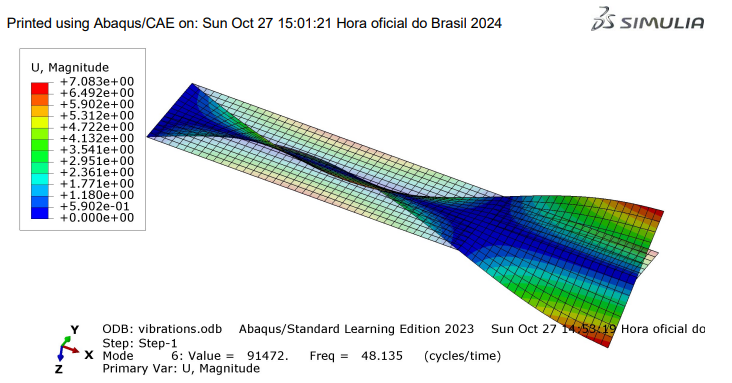 Printed using Abaqus/CAE on: Sun Oct 27 15:01:21 Hora oficial do Brasil 2024
SIMULIA
U, Magnitude
+7.083e+00
+6.492e+00
+5.902e+00
+5.312e+00
+4.722e+00
+4.132e+00
+3.541e+00
+2.951e+00
+2.361e+00
+1.771e+00
+1.180e+00
+5.902e-01
+0.000e+00
Y
X
Z
ODB: vibrations.odb Abaqus/Standard Learning Edition 2023 Sun Oct 27 14:53:19 Hora oficial do
Step: Step-1
Mode 6: Value = 91472. Freq = 48.135 (cycles/time)
Primary Var: U, Magnitude